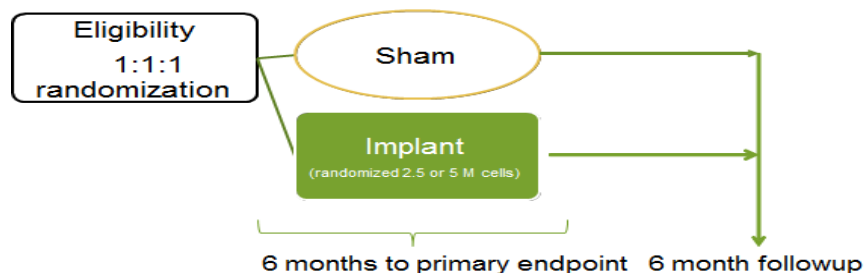 Eligibility
1:1:1
randomization
Sham
Implant
(randomized 2.5 or 5 M cells)
6 months to primary endpoint
6 month followup